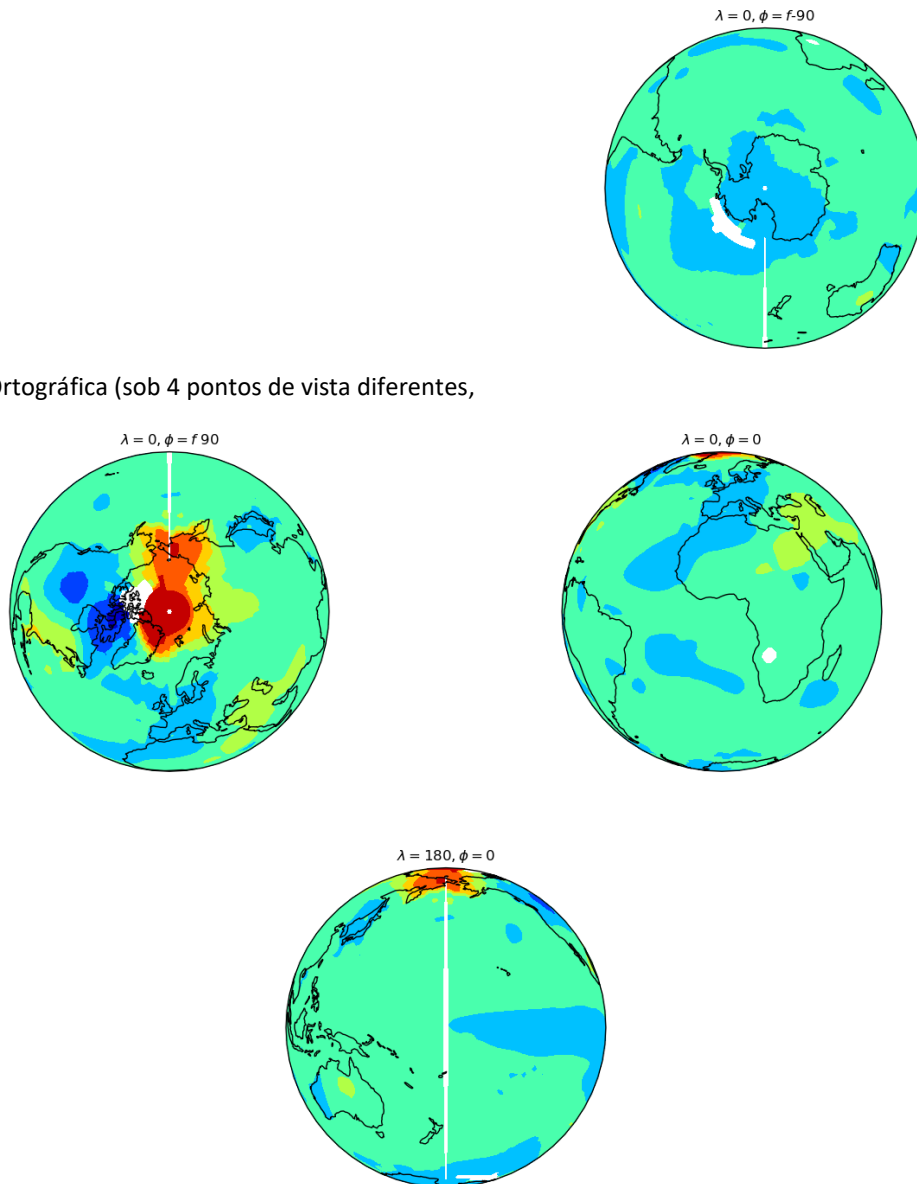 λ = 0, ϕ = f-90
rtográfica (sob 4 pontos de vista diferentes,
λ = 0, ϕ = f 90
λ = 0, ϕ = 0
λ = 180, ϕ = 0